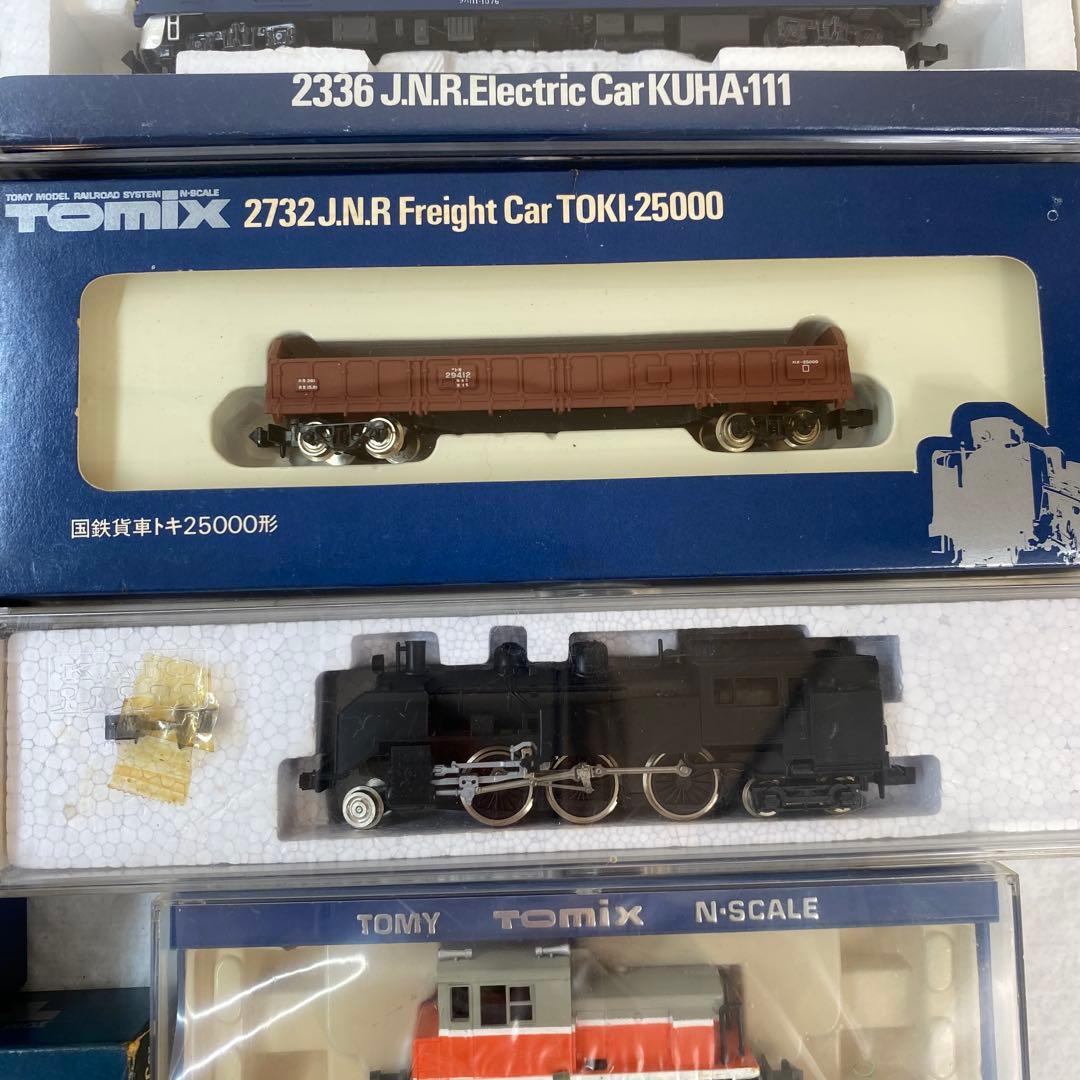 2336 J.N.R.Electric Car KUHA·111
TOMY MODEL RAILROAD SYSTEM N-SCALE
TOMIX 2732 J.N.R Freight Car TOKI·25000
29412
国鉄貨車トキ25000形
TOMY TOMIX N·SCALE